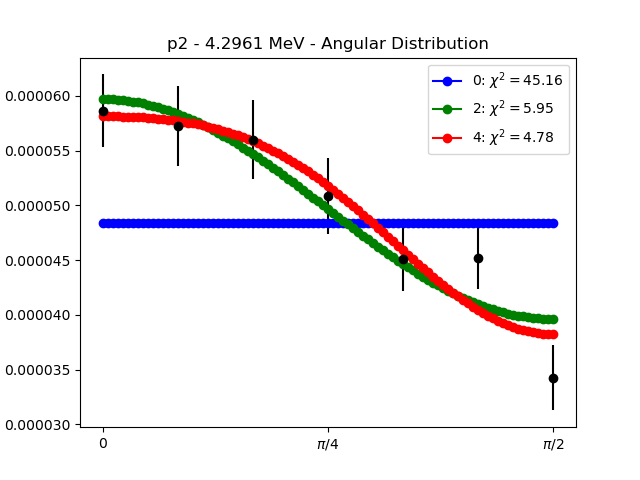 p2 - 4.2961 MeV - Angular Distribution
0: χ² = 45.16
2: χ² = 5.95
4: χ² = 4.78
0.000060
0.000055
0.000050
0.000045
0.000040
0.000035
0.000030
0 π/4 π/2